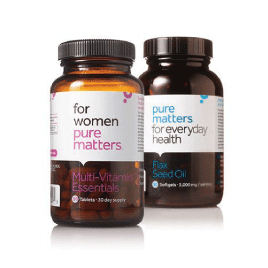 for
women
pure
matters
Multi-Vitamin
Essentials
Tablets • 30 day supply
pure
matters
for everyday
health
Flax
Seed Oil
Softgels • 1,000 mg